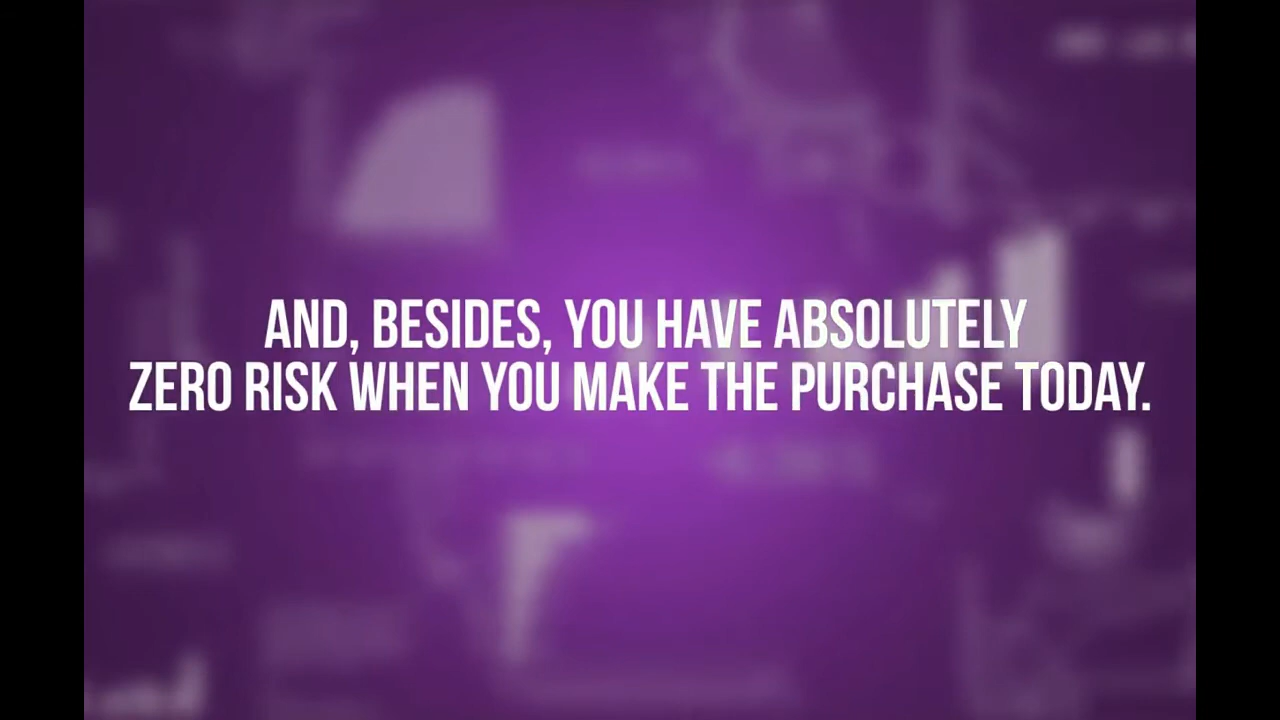 AND, BESIDES, YOU HAVE ABSOLUTELY
ZERO RISK WHEN YOU MAKE THE PURCHASE TODAY.